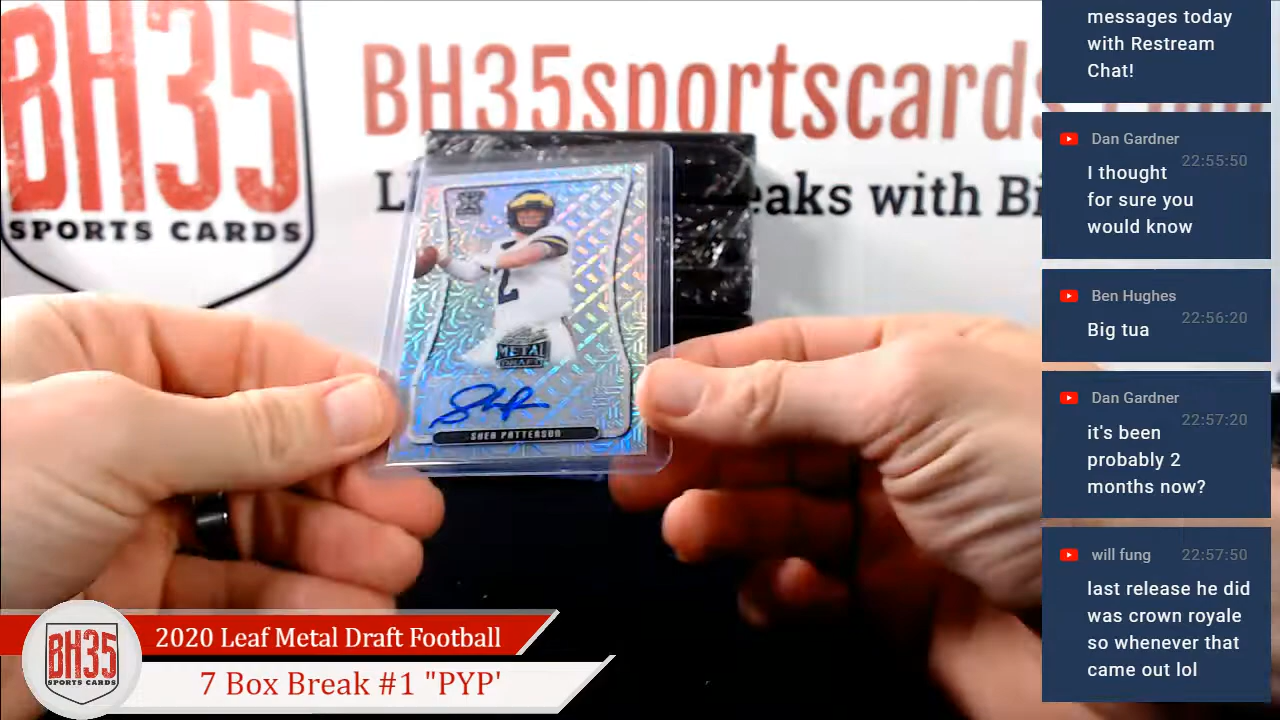 BH35
SPORTS CARDS
BH35sportscards
eaks with Bi
2
METAL
DRAFT
SHEA PATTERSON
BH35
SPORTS CARDS
2020 Leaf Metal Draft Football
7 Box Break #1 "PYP'
messages today
with Restream
Chat!
Dan Gardner
22:55:50
I thought
for sure you
would know
Ben Hughes
22:56:20
Big tua
Dan Gardner
22:57:20
it's been
probably 2
months now?
will fung 22:57:50
last release he did
was crown royale
so whenever that
came out lol